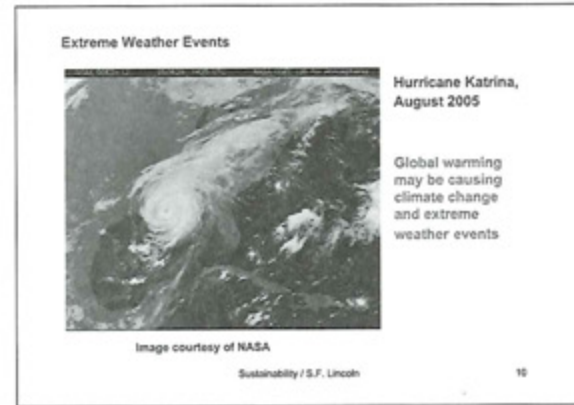 Extreme Weather Events
Hurricane Katrina,
August 2005
Global warming
may be causing
climate change
and extreme
weather events
Image courtesy of NASA
Sustainability / S.F. Lincoln
10